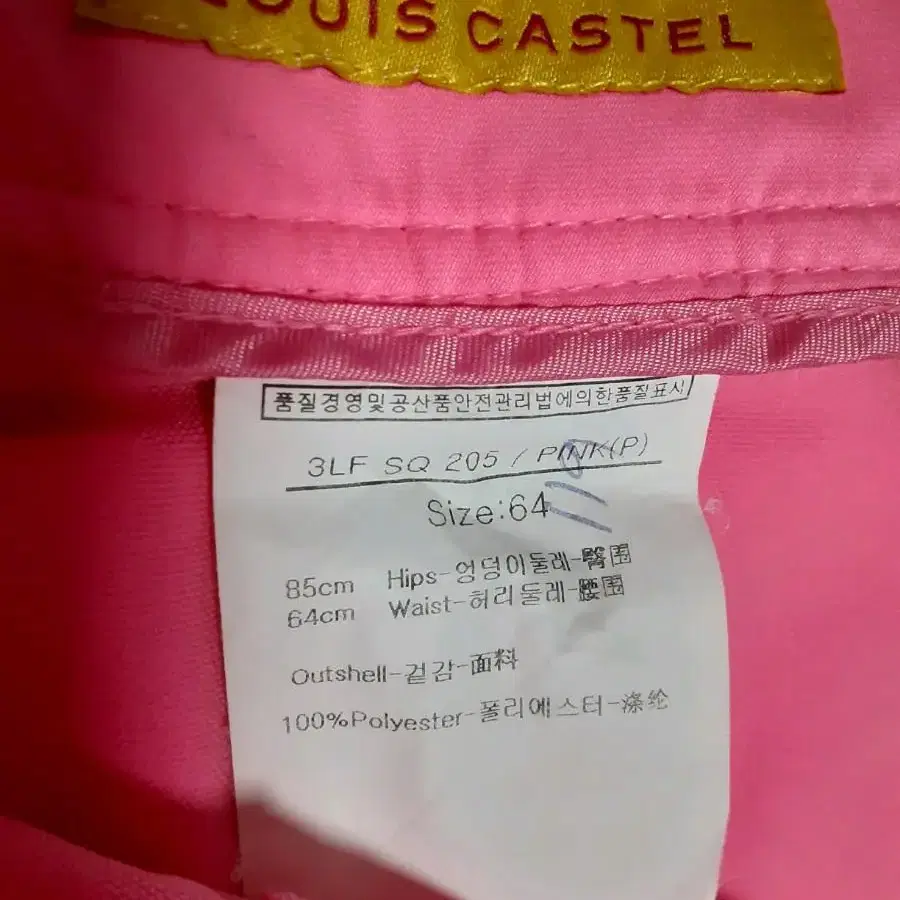 LOUIS CASTEL
품질경영및공산품안전관리법에의한품질표시
3LF SQ 205 / PINK(P)
Size:64
85cm Hips-엉덩이둘레-臀围
64cm Waist-허리둘레-腰围
Outshell-겉감-面料
100%Polyester-폴리에스터-涤纶